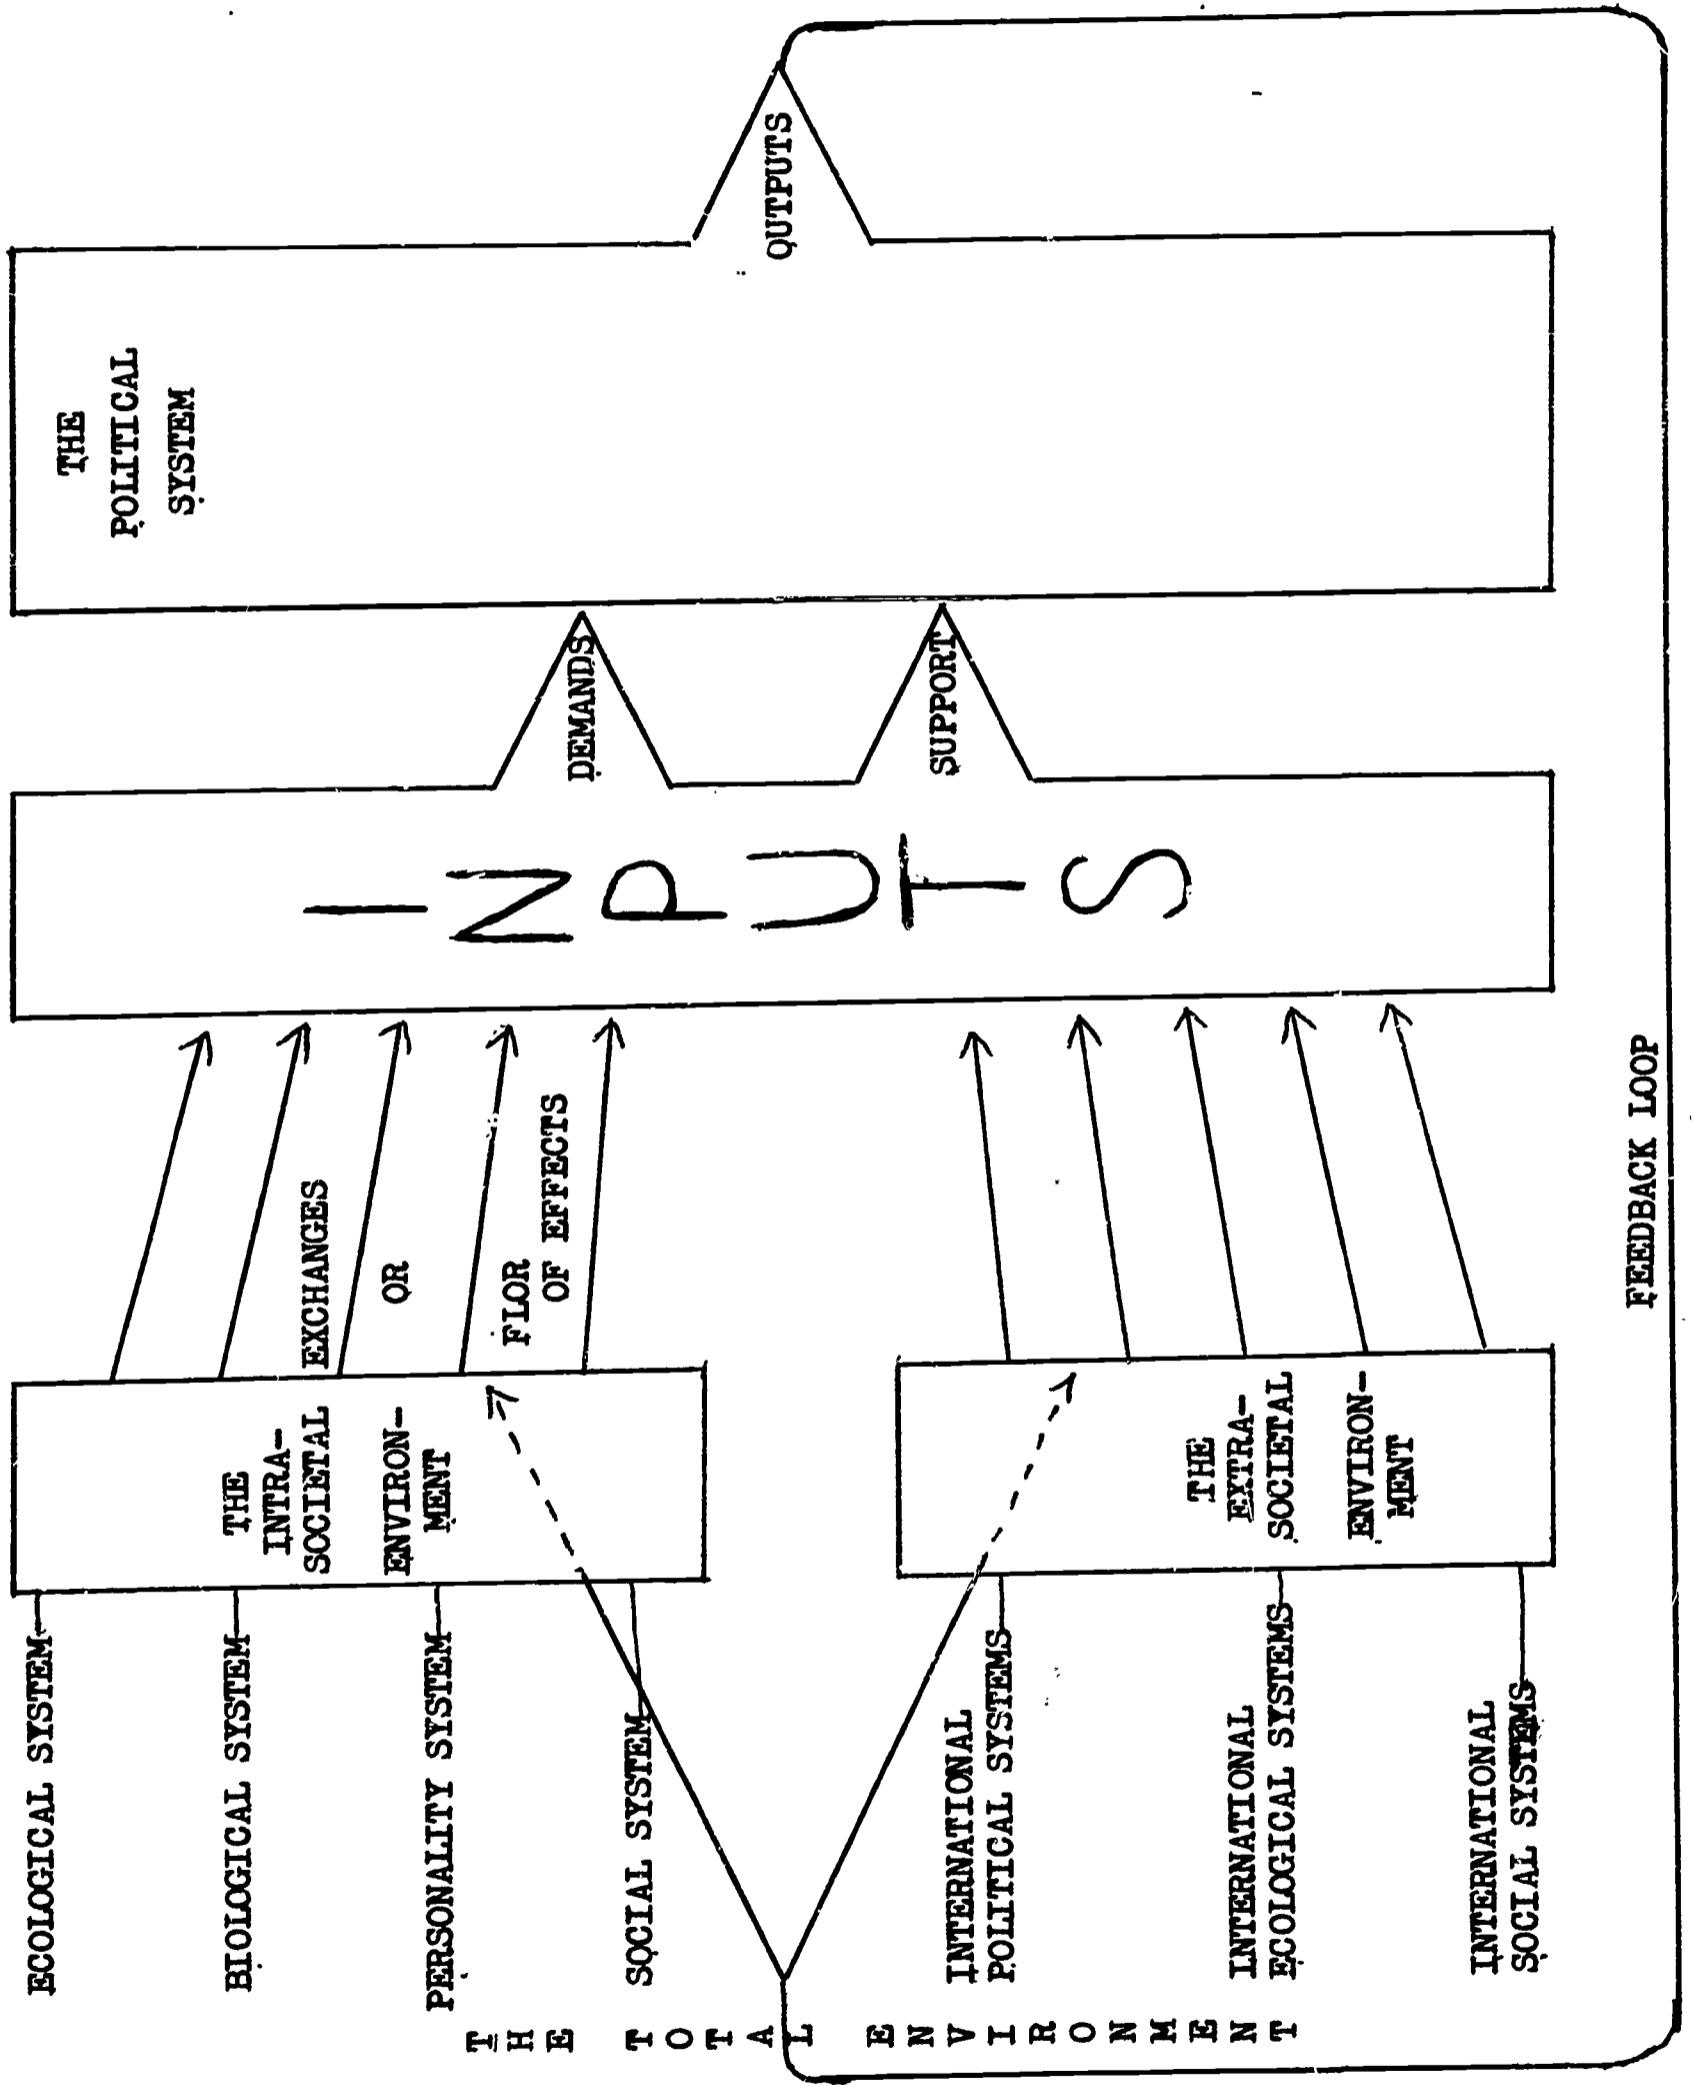 THE TOTAL ENVIRONMENT
ECOLOGICAL SYSTEM
BIOLOGICAL SYSTEM
PERSONALITY SYSTEM
SOCIAL SYSTEM
INTERNATIONAL
POLITICAL SYSTEMS
INTERNATIONAL
ECOLOGICAL SYSTEMS
INTERNATIONAL
SOCIAL SYSTEMS
THE
INTRA-
SOCIETAL
ENVIRON-
MENT
THE
EXTRA-
SOCIETAL
ENVIRON-
MENT
EXCHANGES
OR
FLOR
OF EFFECTS
INPUTS
DEMANDS
SUPPORT
THE
POLITICAL
SYSTEM
OUTPUTS
FEEDBACK LOOP